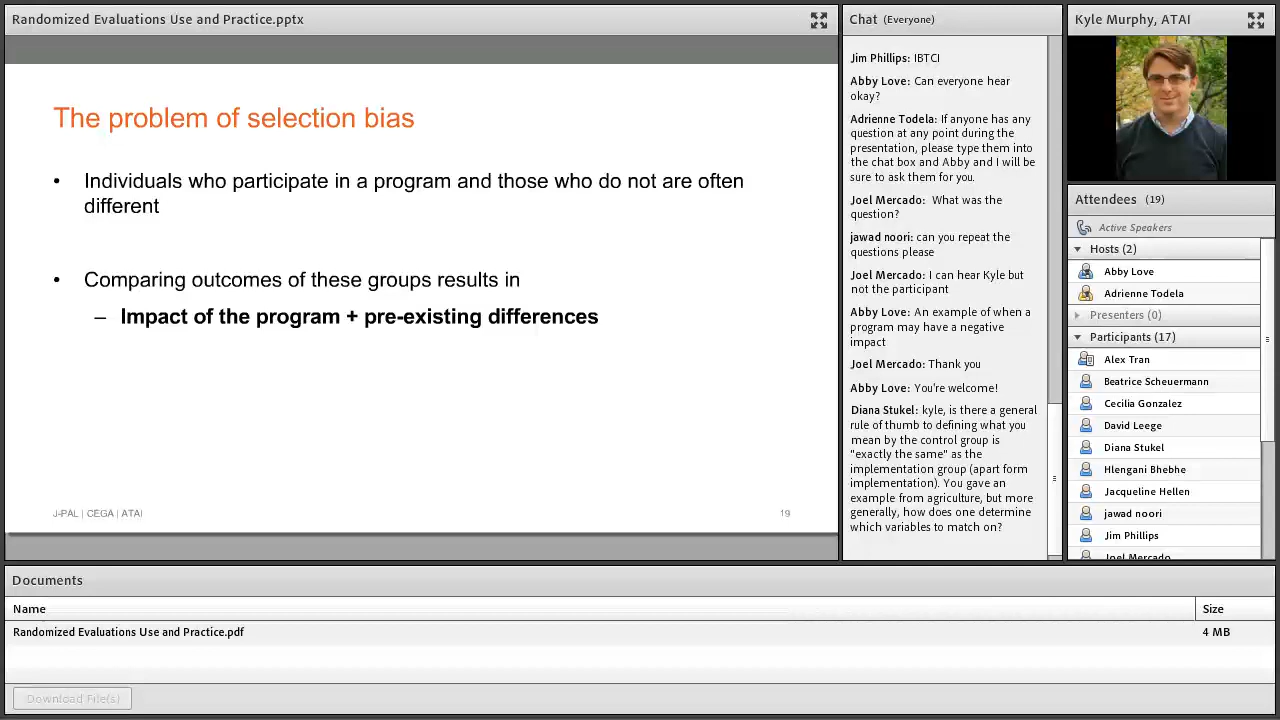 Randomized Evaluations Use and Practice.pptx
The problem of selection bias
• Individuals who participate in a program and those who do not are often
different
• Comparing outcomes of these groups results in
– Impact of the program + pre-existing differences
J-PAL | CEGA | ATAI
19
Chat (Everyone)
Jim Phillips: IBTCI
Abby Love: Can everyone hear
okay?
Adrienne Todela: If anyone has any
question at any point during the
presentation, please type them into
the chat box and Abby and I will be
sure to ask them for you.
Joel Mercado: What was the
question?
jawad noori: can you repeat the
questions please
Joel Mercado: I can hear Kyle but
not the participant
Abby Love: An example of when a
program may have a negative
impact
Joel Mercado: Thank you
Abby Love: You're welcome!
Diana Stukel: kyle, is there a general
rule of thumb to defining what you
mean by the control group is
"exactly the same" as the
implementation group (apart form
implementation). You gave an
example from agriculture, but more
generally, how does one determine
which variables to match on?
Kyle Murphy, ATAI
Attendees (19)
Active Speakers
Hosts (2)
Abby Love
Adrienne Todela
Presenters (0)
Participants (17)
Alex Tran
Beatrice Scheuermann
Cecilia Gonzalez
David Leege
Diana Stukel
Hlengani Bhebhe
Jacqueline Hellen
jawad noori
Jim Phillips
Joel Mercado
Documents
Name Size
Randomized Evaluations Use and Practice.pdf 4 MB
Download File(s)